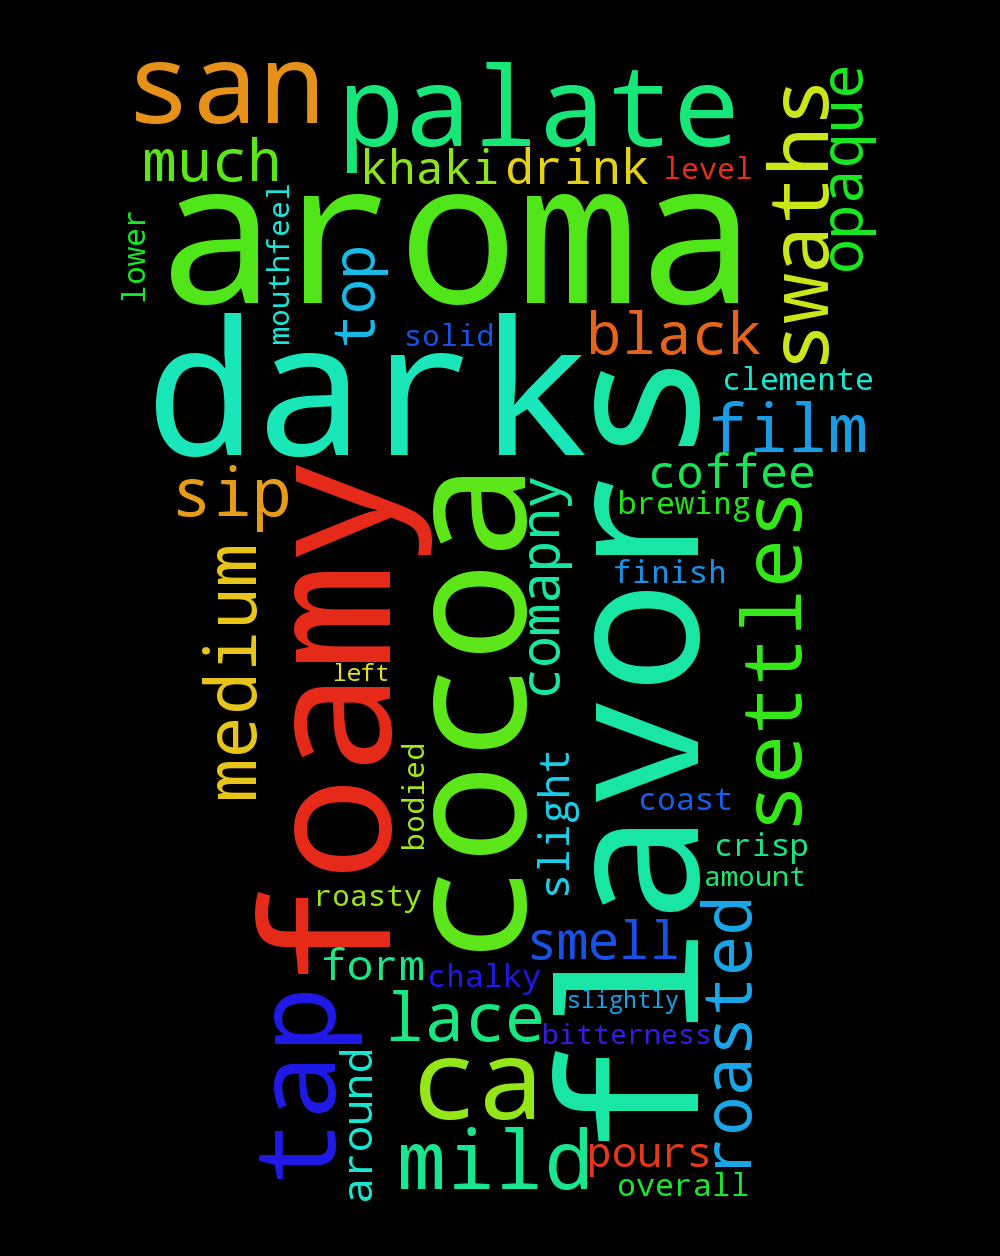 san
palate
opaque
swaths
much
khaki
drink
level
aroma
lower
mouthfeel
top
dark
solid
black
clemente
flavor
film
sip
foamy
cocoa
comaphy
coffee
brewing
settles
medium
finish
left
bodied
slight
coast
crisp
amount
roasty
roasted
smell
form
chalky
slightly
tap
lace
bitterness
around
ca
mild
pours
overall